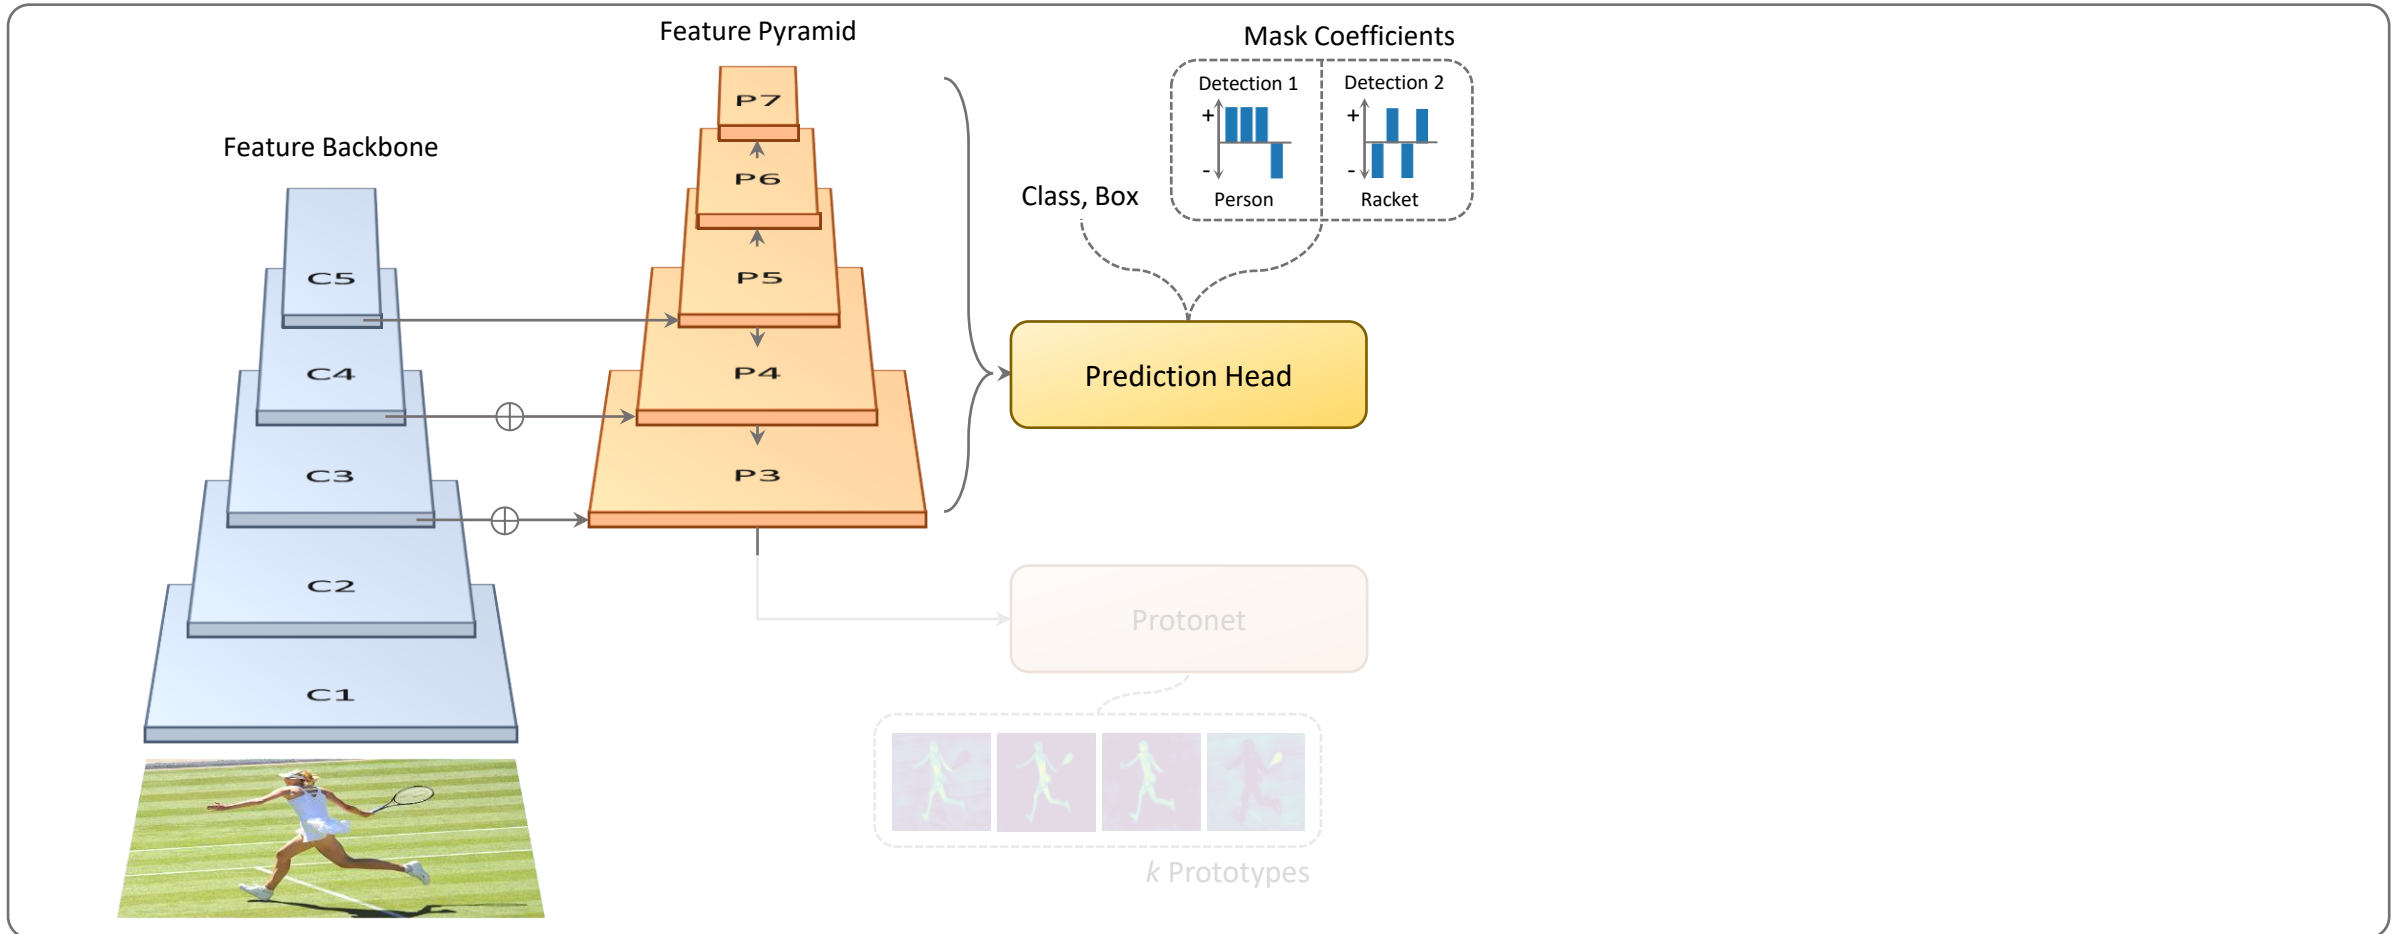 Feature Pyramid
Mask Coefficients
Detection 1
Detection 2
+
-
Person
+
-
Racket
Class, Box
Feature Backbone
P7
P6
P5
P4
P3
C5
C4
C3
C2
C1
Prediction Head
Protonet
k Prototypes